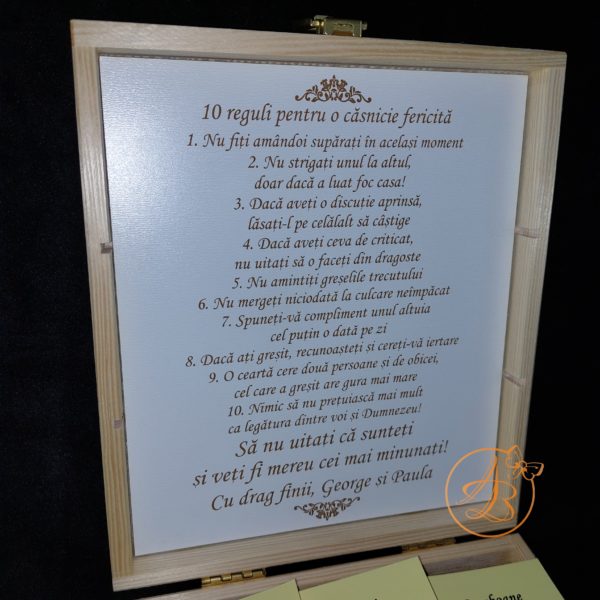 10 reguli pentru o căsnicie fericită
1. Nu fiți amândoi supărați în același moment
2. Nu strigați unul la altul,
doar dacă a luat foc casa!
3. Dacă aveți o discuție aprinsă,
lăsați-l pe celălalt să câștige
4. Dacă aveți ceva de criticat,
nu uitați să o faceți din dragoste
5. Nu amintiți greșelile trecutului
6. Nu mergeți niciodată la culcare neîmpăcat
7. Spuneți-vă compliment unul altuia
cel puțin o dată pe zi
8. Dacă ați greșit, recunoașteți și cereți-vă iertare
9. O ceartă cere două persoane și de obicei,
cel care a greșit are gura mai mare
10. Nimic să nu prețuiască mai mult
ca legătura dintre voi și Dumnezeu!
Să nu uitați că sunteți
și veți fi mereu cei mai minunați!
Cu drag finii, George si Paula